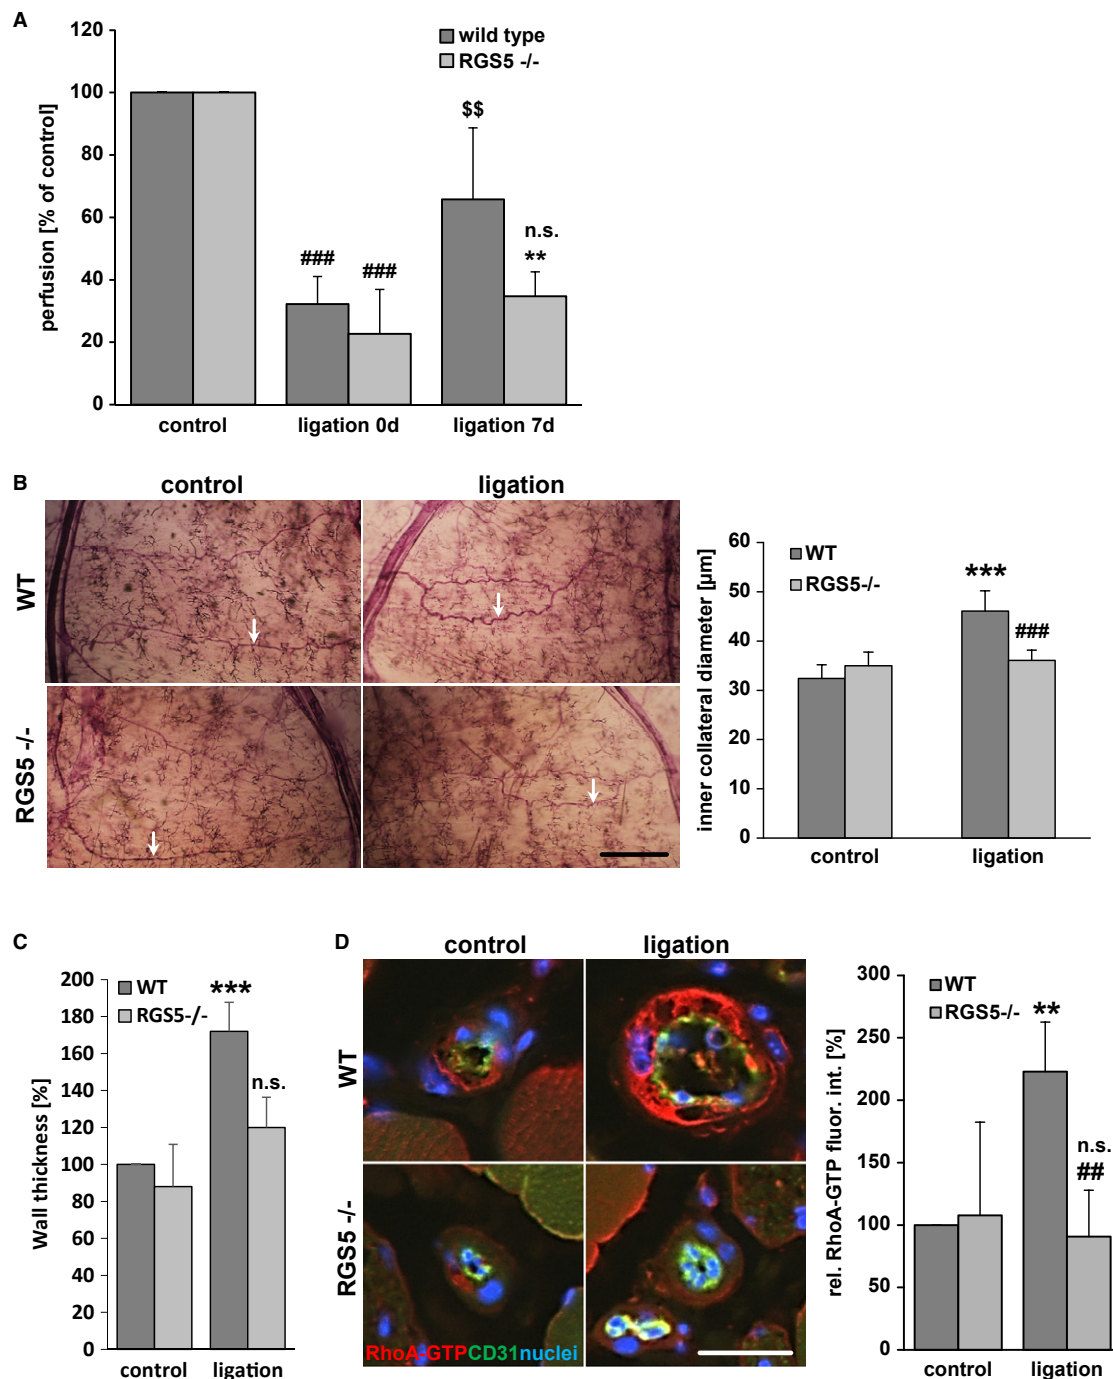 A
120
100
80
60
40
20
0
perfusion [% of control]
wild type
RGS5 -/-
###
###
$$
n.s.
**
control
ligation 0d
ligation 7d
B
control
ligation
WT
RGS5 -/-
60
50
40
30
20
10
0
inner collateral diameter [µm]
WT
RGS5-/-
***
###
control
ligation
C
200
180
160
140
120
100
80
60
40
20
0
Wall thickness [%]
WT
RGS5-/-
***
n.s.
control
ligation
D
control
ligation
WT
RGS5 -/-
RhoA-GTPCD31nuclei
300
250
200
150
100
50
0
rel. RhoA-GTP fluor. int. [%]
WT
RGS5-/-
**
n.s.
##
control
ligation